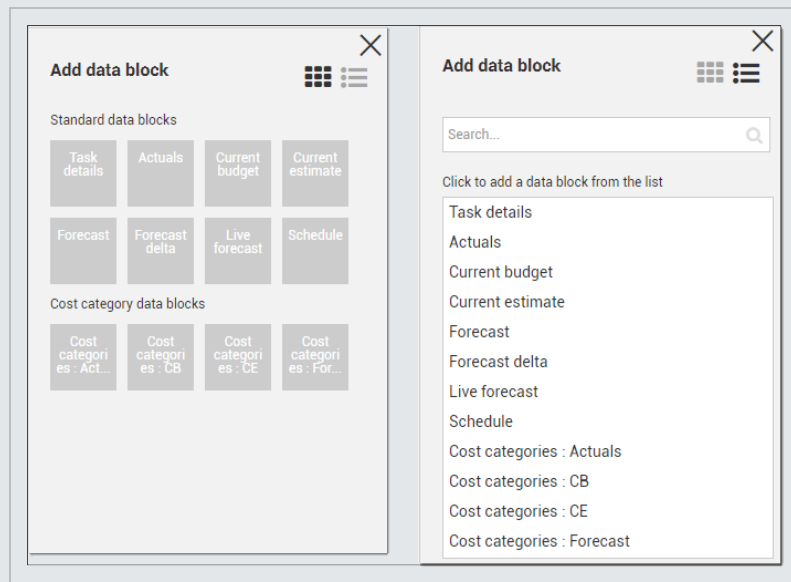 Add data block
Standard data blocks
Task
details
Actuals
Current
budget
Current
estimate
Forecast
Forecast
delta
Live
forecast
Schedule
Cost category data blocks
Cost
categori
es : Act...
Cost
categori
es : CB
Cost
categori
es : CE
Cost
categori
es : For...
Add data block
Search...
Click to add a data block from the list
Task details
Actuals
Current budget
Current estimate
Forecast
Forecast delta
Live forecast
Schedule
Cost categories : Actuals
Cost categories : CB
Cost categories : CE
Cost categories : Forecast